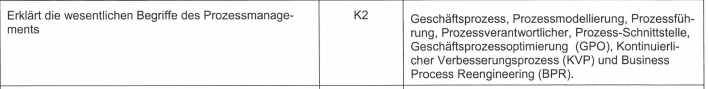 Erklärt die wesentlichen Begriffe des Prozessmanage-
ments
K2
Geschäftsprozess, Prozessmodellierung, Prozessfüh-
rung, Prozessverantwortlicher, Prozess-Schnittstelle,
Geschäftsprozessoptimierung (GPO), Kontinuierli-
cher Verbesserungsprozess (KVP) und Business
Process Reengineering (BPR).